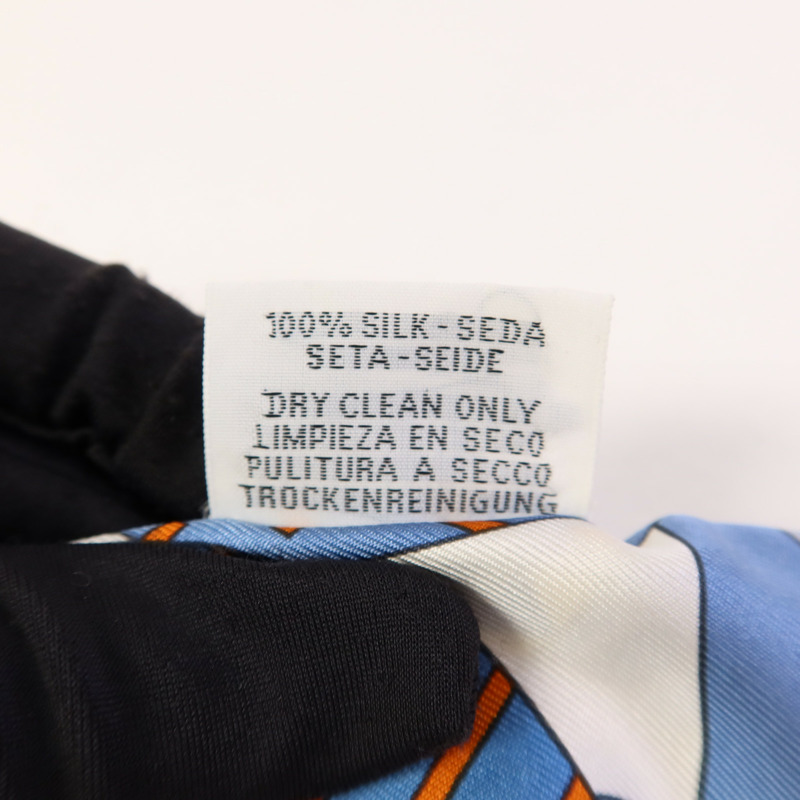 100% SILK-SEDA
SETA-SEIDE
DRY CLEAN ONLY
LIMPIEZA EN SECO
PULITURA A SECCO
TROCKENREINIGUNG